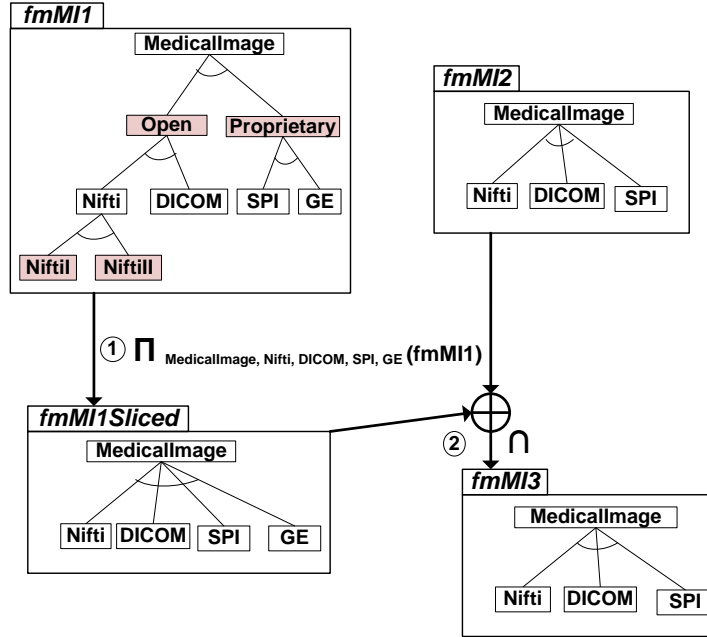 fmMI1
MedicalImage
Open Proprietary
Nifti DICOM SPI GE
NiftiI NiftiII
fmMI2
MedicalImage
Nifti DICOM SPI
1 Π MedicalImage, Nifti, DICOM, SPI, GE (fmMI1)
fmMI1Sliced
MedicalImage
Nifti DICOM SPI GE
2 ∩
fmMI3
MedicalImage
Nifti DICOM SPI